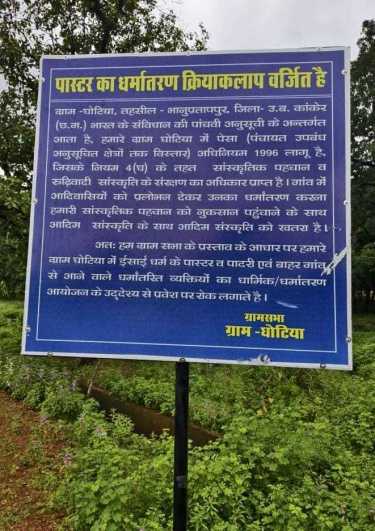 पास्टर का धर्मातरण क्रियाकलाप वर्जित है
ग्राम -घोटिया, तहसील - भानुप्रतापपुर, जिला- उ.ब. कांकेर
(छ.ग.) भारत के संविधान की पांचवी अनुसूची के अन्तर्गत
आता है, हमारे ग्राम घोटिया में पेसा (पंचायत उपबंध
अनुसूचित क्षेत्रों तक विस्तार) अधिनियम 1996 लागू है,
जिसके नियम 4(घ) के तहत सांस्कृतिक पहचान व
रूढ़िवादी सांस्कृति के संरक्षण का अधिकार प्राप्त है। गांव में
आदिवासियों को प्रलोभन देकर उनका धर्मातरण करना
हमारी सांस्कृतिक पहचान को नुकसान पहुंचाने के साथ
आदिम सांस्कृति के साथ आदिम संस्कृति को खतरा है।
अतः हम ग्राम सभा के प्रस्ताव के आधार पर हमारे
ग्राम घोटिया में ईसाई धर्म के पास्टर व पादरी एवं बाहर गांव
से आने वाले धर्मांतरित व्यक्तियों का धार्मिक/धर्मातरण
आयोजन के उद्देश्य से प्रवेश पर रोक लगाते है।
ग्रामसभा
ग्राम -घोटिया